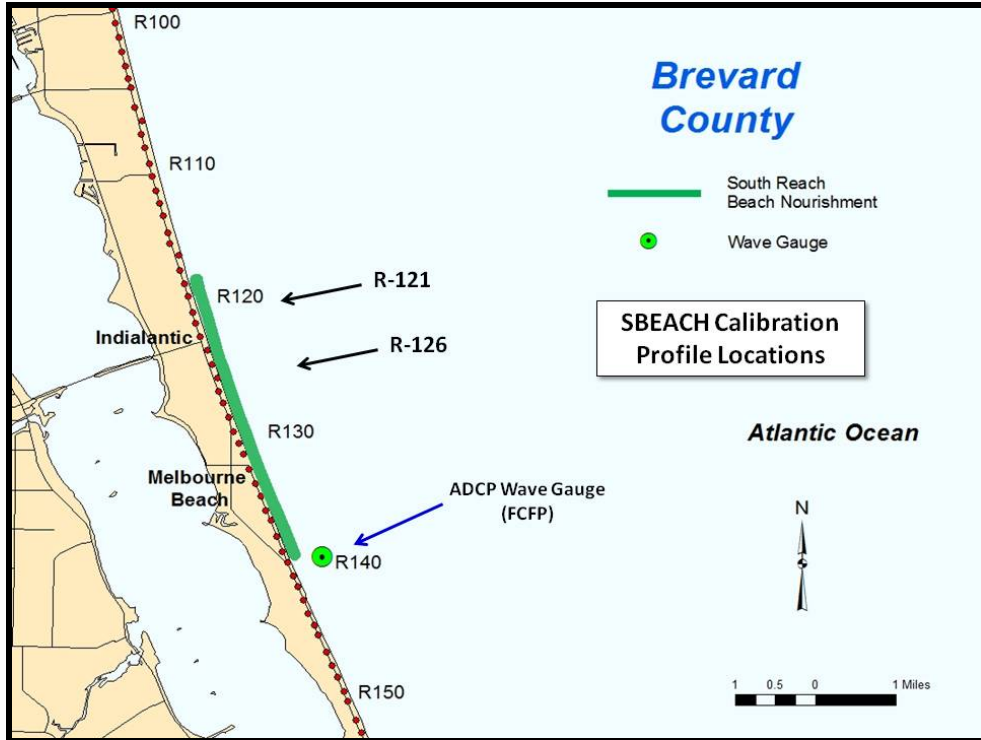 R100
Brevard
County
R110
South Reach
Beach Nourishment
Wave Gauge
R-121
R120
SBEACH Calibration
Profile Locations
Indialantic
R-126
R130
Atlantic Ocean
Melbourne
Beach
ADCP Wave Gauge
(FCFP)
N
R140
R150
1 0.5 0 1 Miles